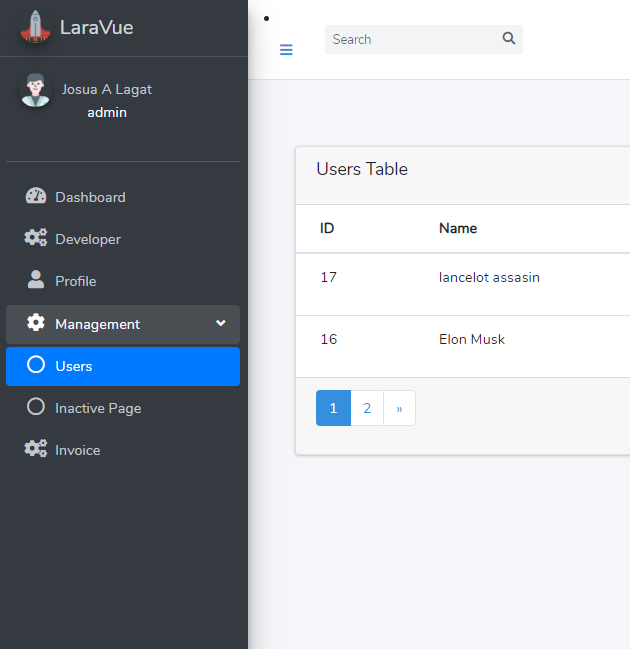 LaraVue
Josua A Lagat
admin
Dashboard
Developer
Profile
Management
Users
Inactive Page
Invoice
Search
Users Table
ID Name
17 lancelot assasin
16 Elon Musk
1 2 »